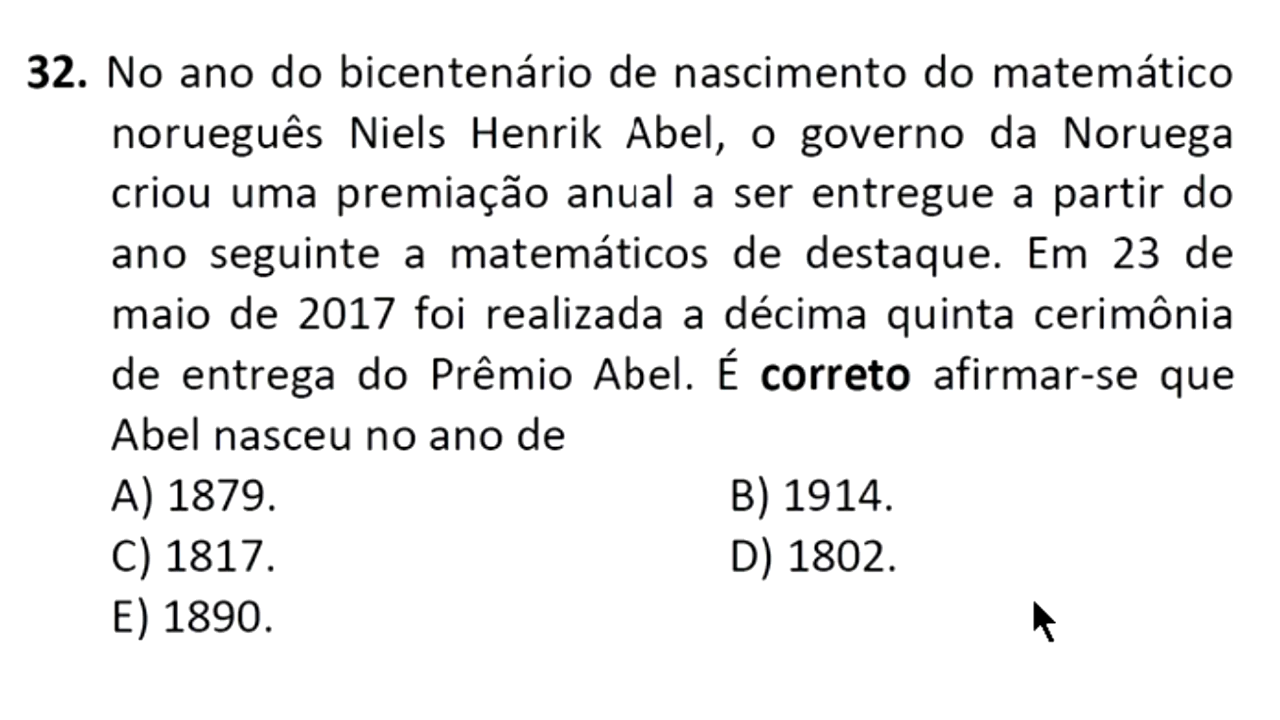 32. No ano do bicentenário de nascimento do matemático
norueguês Niels Henrik Abel, o governo da Noruega
criou uma premiação anual a ser entregue a partir do
ano seguinte a matemáticos de destaque. Em 23 de
maio de 2017 foi realizada a décima quinta cerimônia
de entrega do Prêmio Abel. É correto afirmar-se que
Abel nasceu no ano de
A) 1879. B) 1914.
C) 1817. D) 1802.
E) 1890.